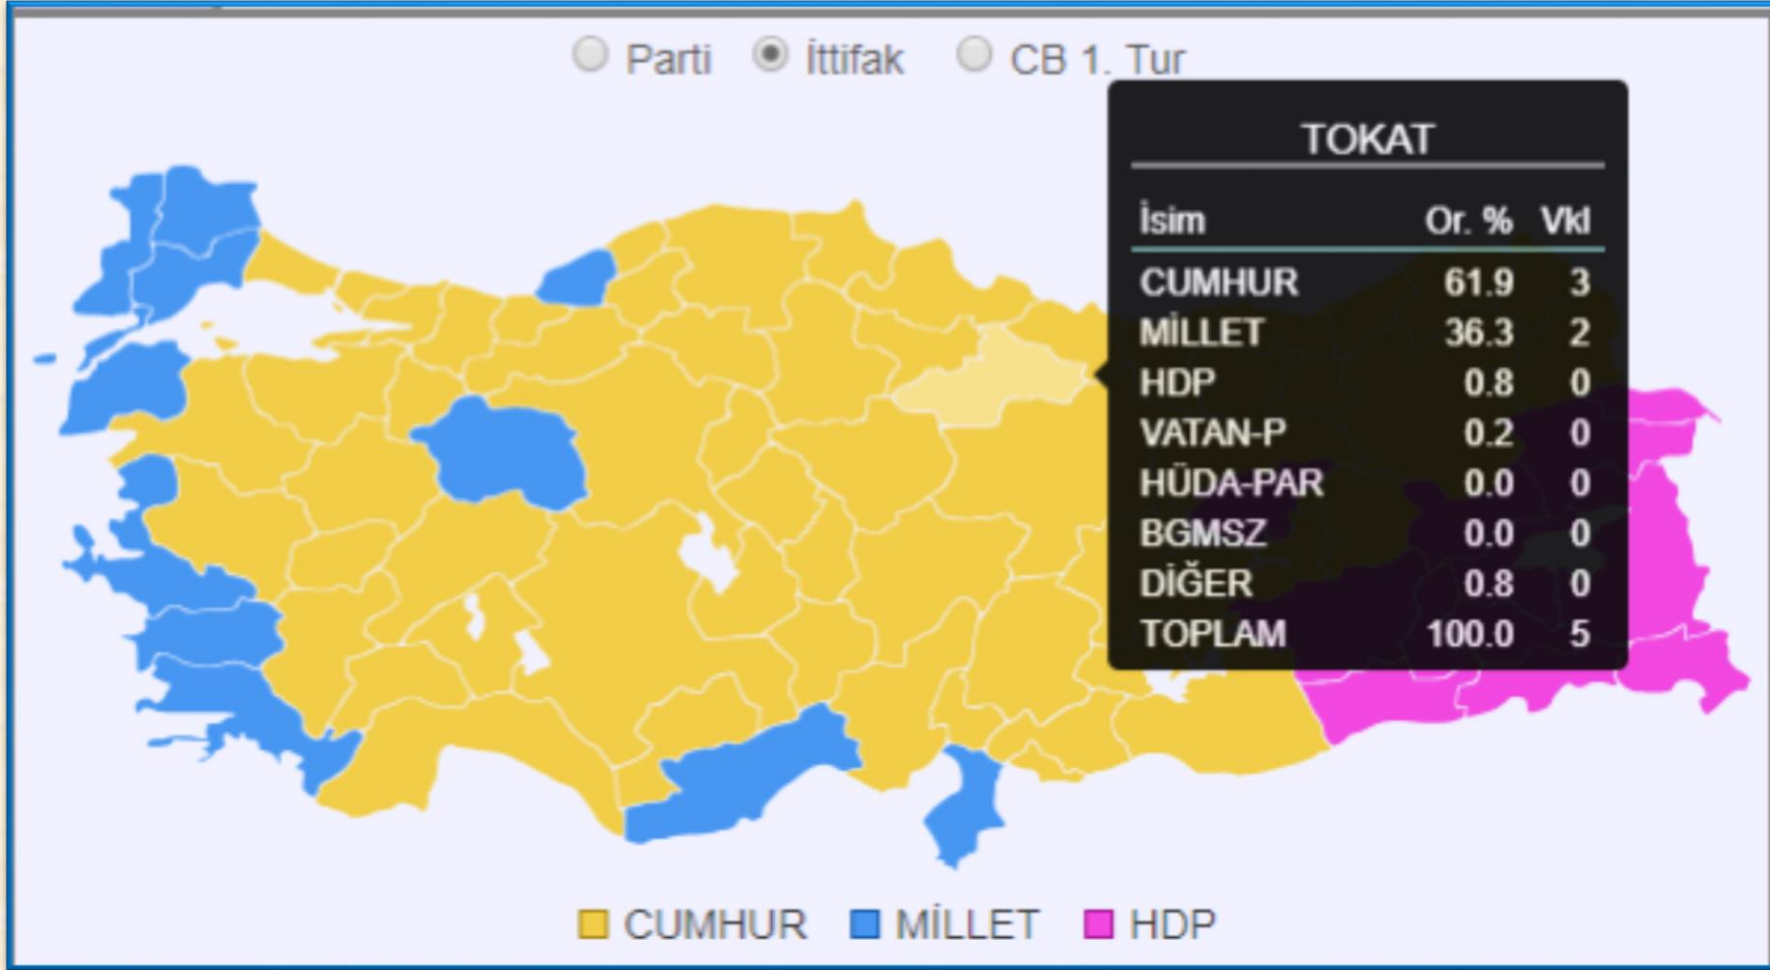 Parti İttifak CB 1. Tur
TOKAT
İsim Or. % Vkl
CUMHUR 61.9 3
MİLLET 36.3 2
HDP 0.8 0
VATAN-P 0.2 0
HÜDA-PAR 0.0 0
BGMSZ 0.0 0
DİĞER 0.8 0
TOPLAM 100.0 5
CUMHUR MİLLET HDP